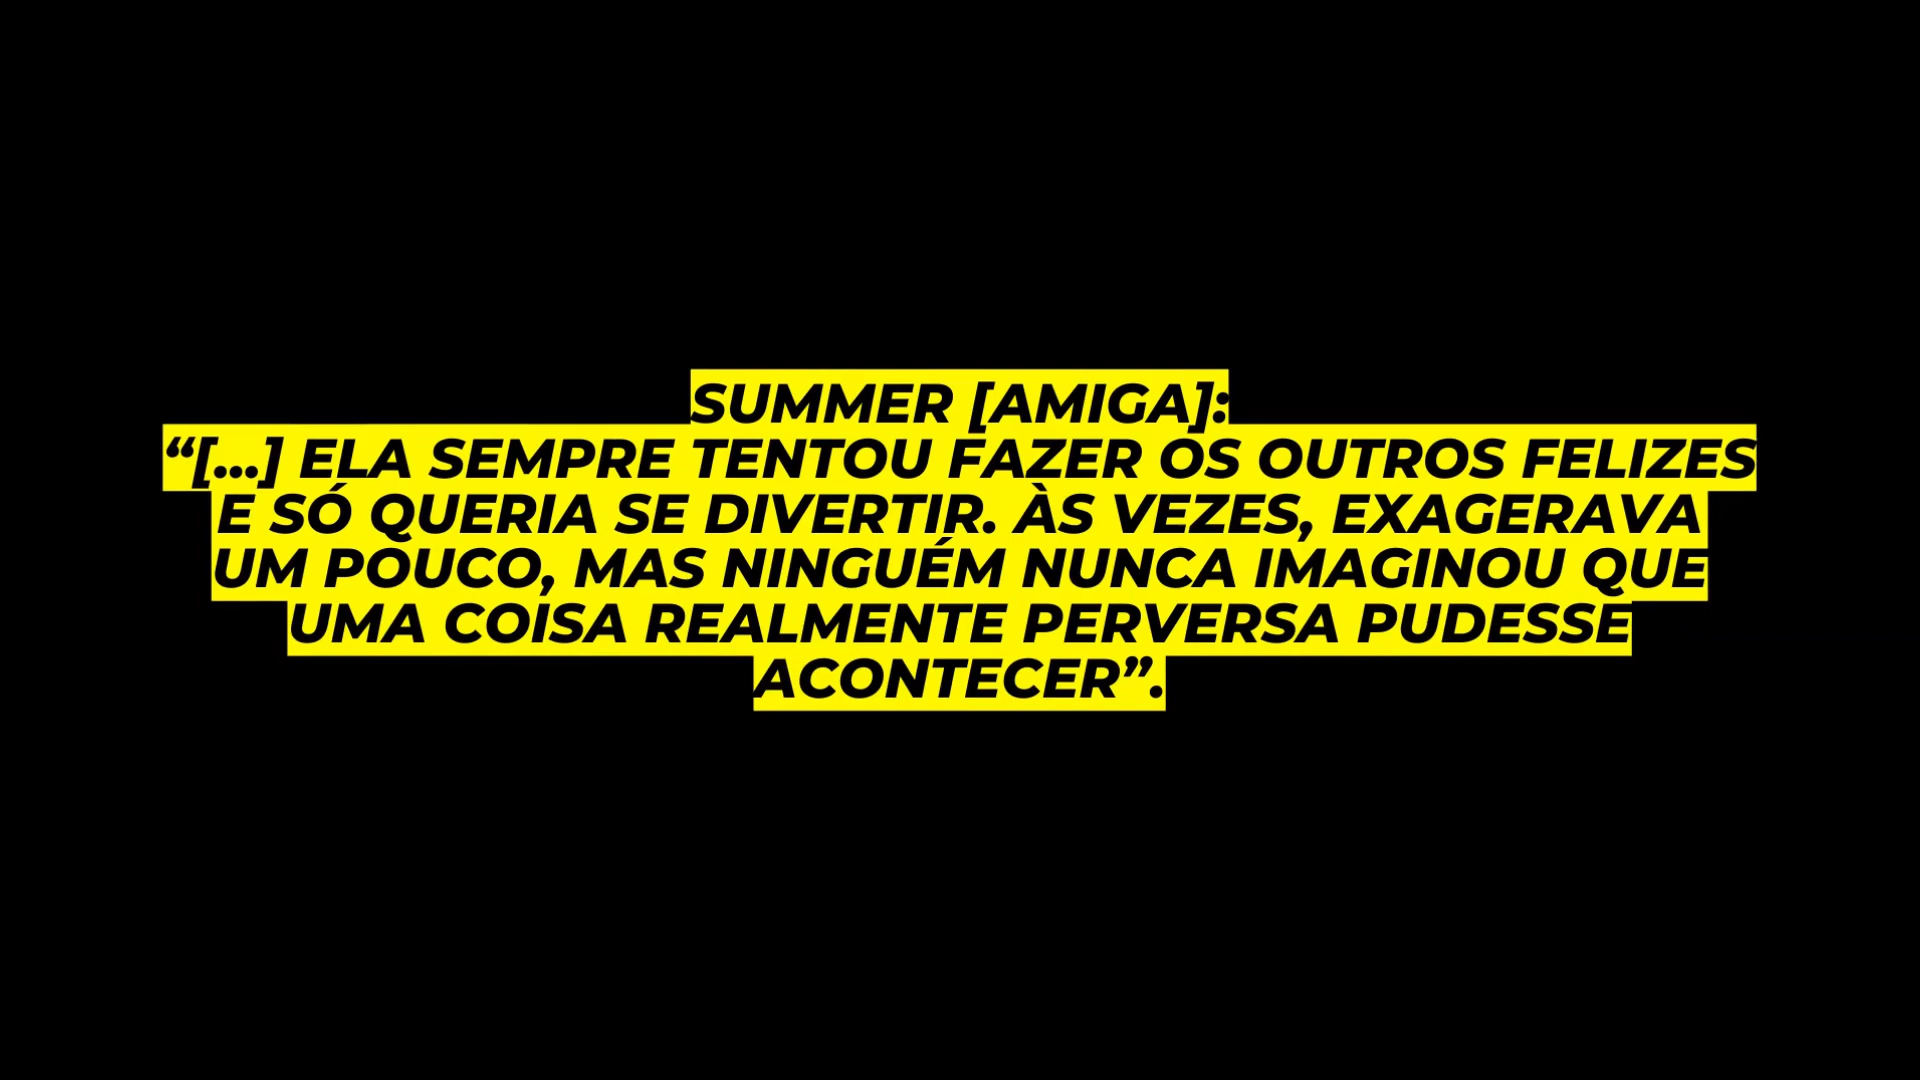 SUMMER [AMIGA]:
“[...] ELA SEMPRE TENTOU FAZER OS OUTROS FELIZES
E SÓ QUERIA SE DIVERTIR. ÀS VEZES, EXAGERAVA
UM POUCO, MAS NINGUÉM NUNCA IMAGINOU QUE
UMA COISA REALMENTE PERVERSA PUDESSE
ACONTECER”.